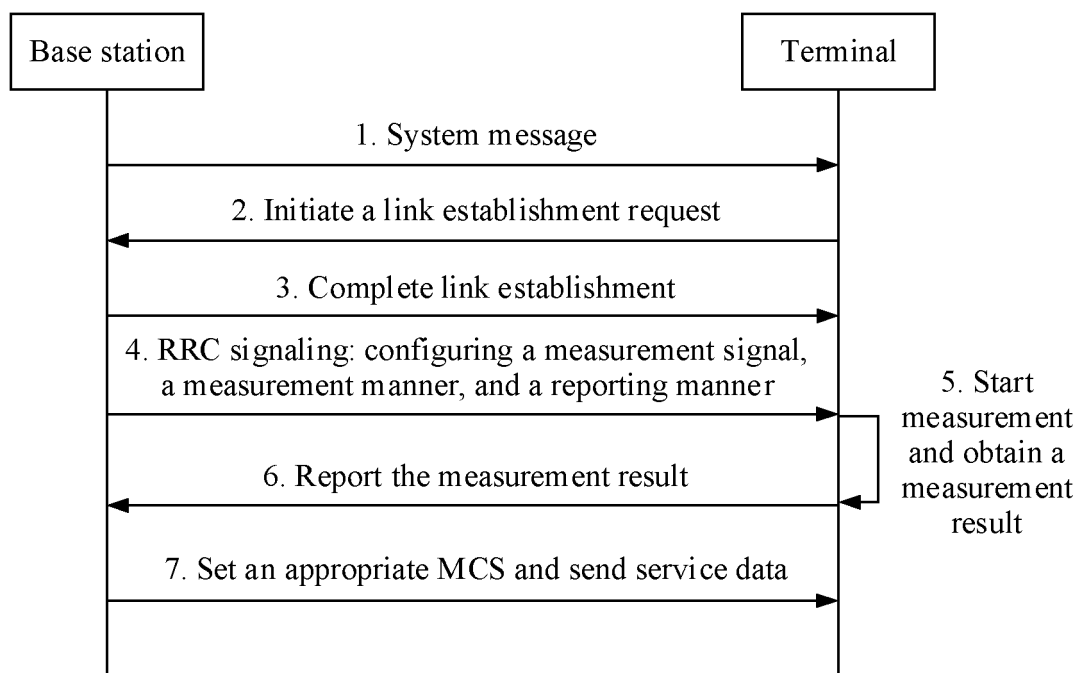 Base station
Terminal
1. System message
2. Initiate a link establishment request
3. Complete link establishment
4. RRC signaling: configuring a measurement signal,
a measurement manner, and a reporting manner
5. Start
measurement
and obtain a
measurement
result
6. Report the measurement result
7. Set an appropriate MCS and send service data